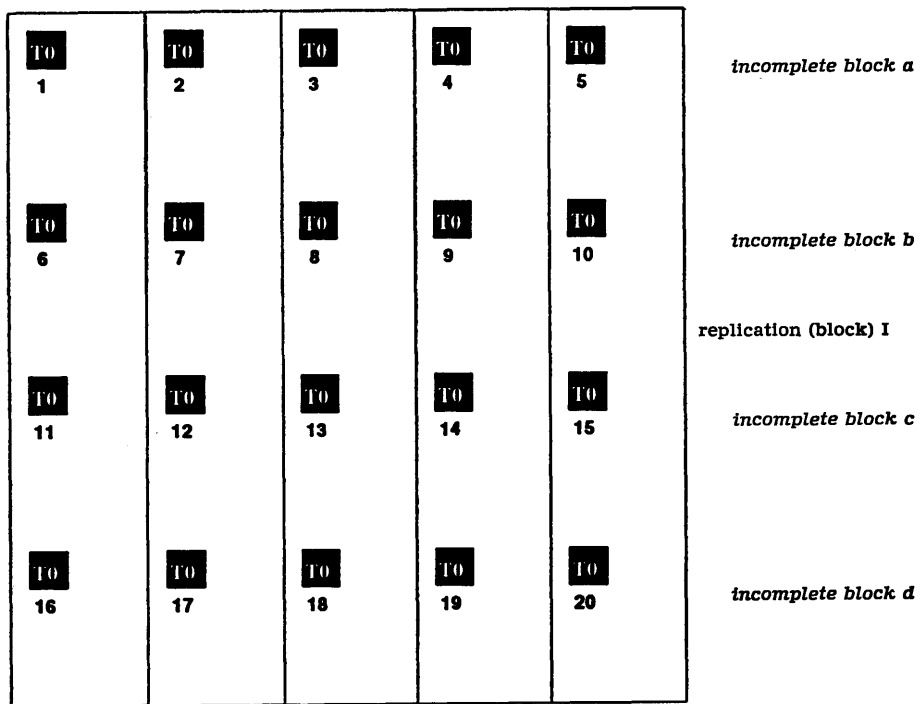 T0 T0 T0 T0 T0
1 2 3 4 5 incomplete block a
T0 T0 T0 T0 T0
6 7 8 9 10 incomplete block b
replication (block) I
T0 T0 T0 T0 T0
11 12 13 14 15 incomplete block c
T0 T0 T0 T0 T0
16 17 18 19 20 incomplete block d